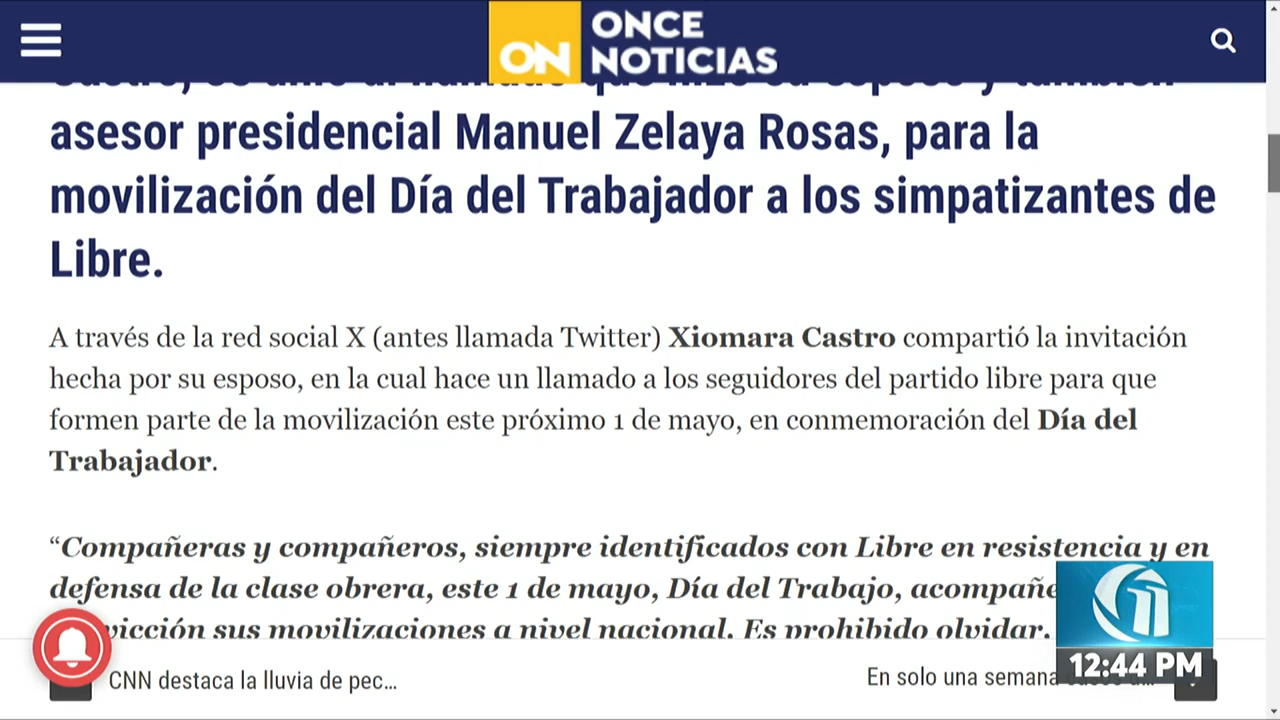 ON
ONCE
NOTICIAS
asesor presidencial Manuel Zelaya Rosas, para la
movilización del Día del Trabajador a los simpatizantes de
Libre.
A través de la red social X (antes llamada Twitter) Xiomara Castro compartió la invitación
hecha por su esposo, en la cual hace un llamado a los seguidores del partido libre para que
formen parte de la movilización este próximo 1 de mayo, en conmemoración del Día del
Trabajador.
“Compañeras y compañeros, siempre identificados con Libre en resistencia y en
defensa de la clase obrera, este 1 de mayo, Día del Trabajo, acompañe
vicción sus movilizaciones a nivel nacional. Es prohibido olvidar.
CNN destaca la lluvia de pec...
En solo una semana
12:44 PM